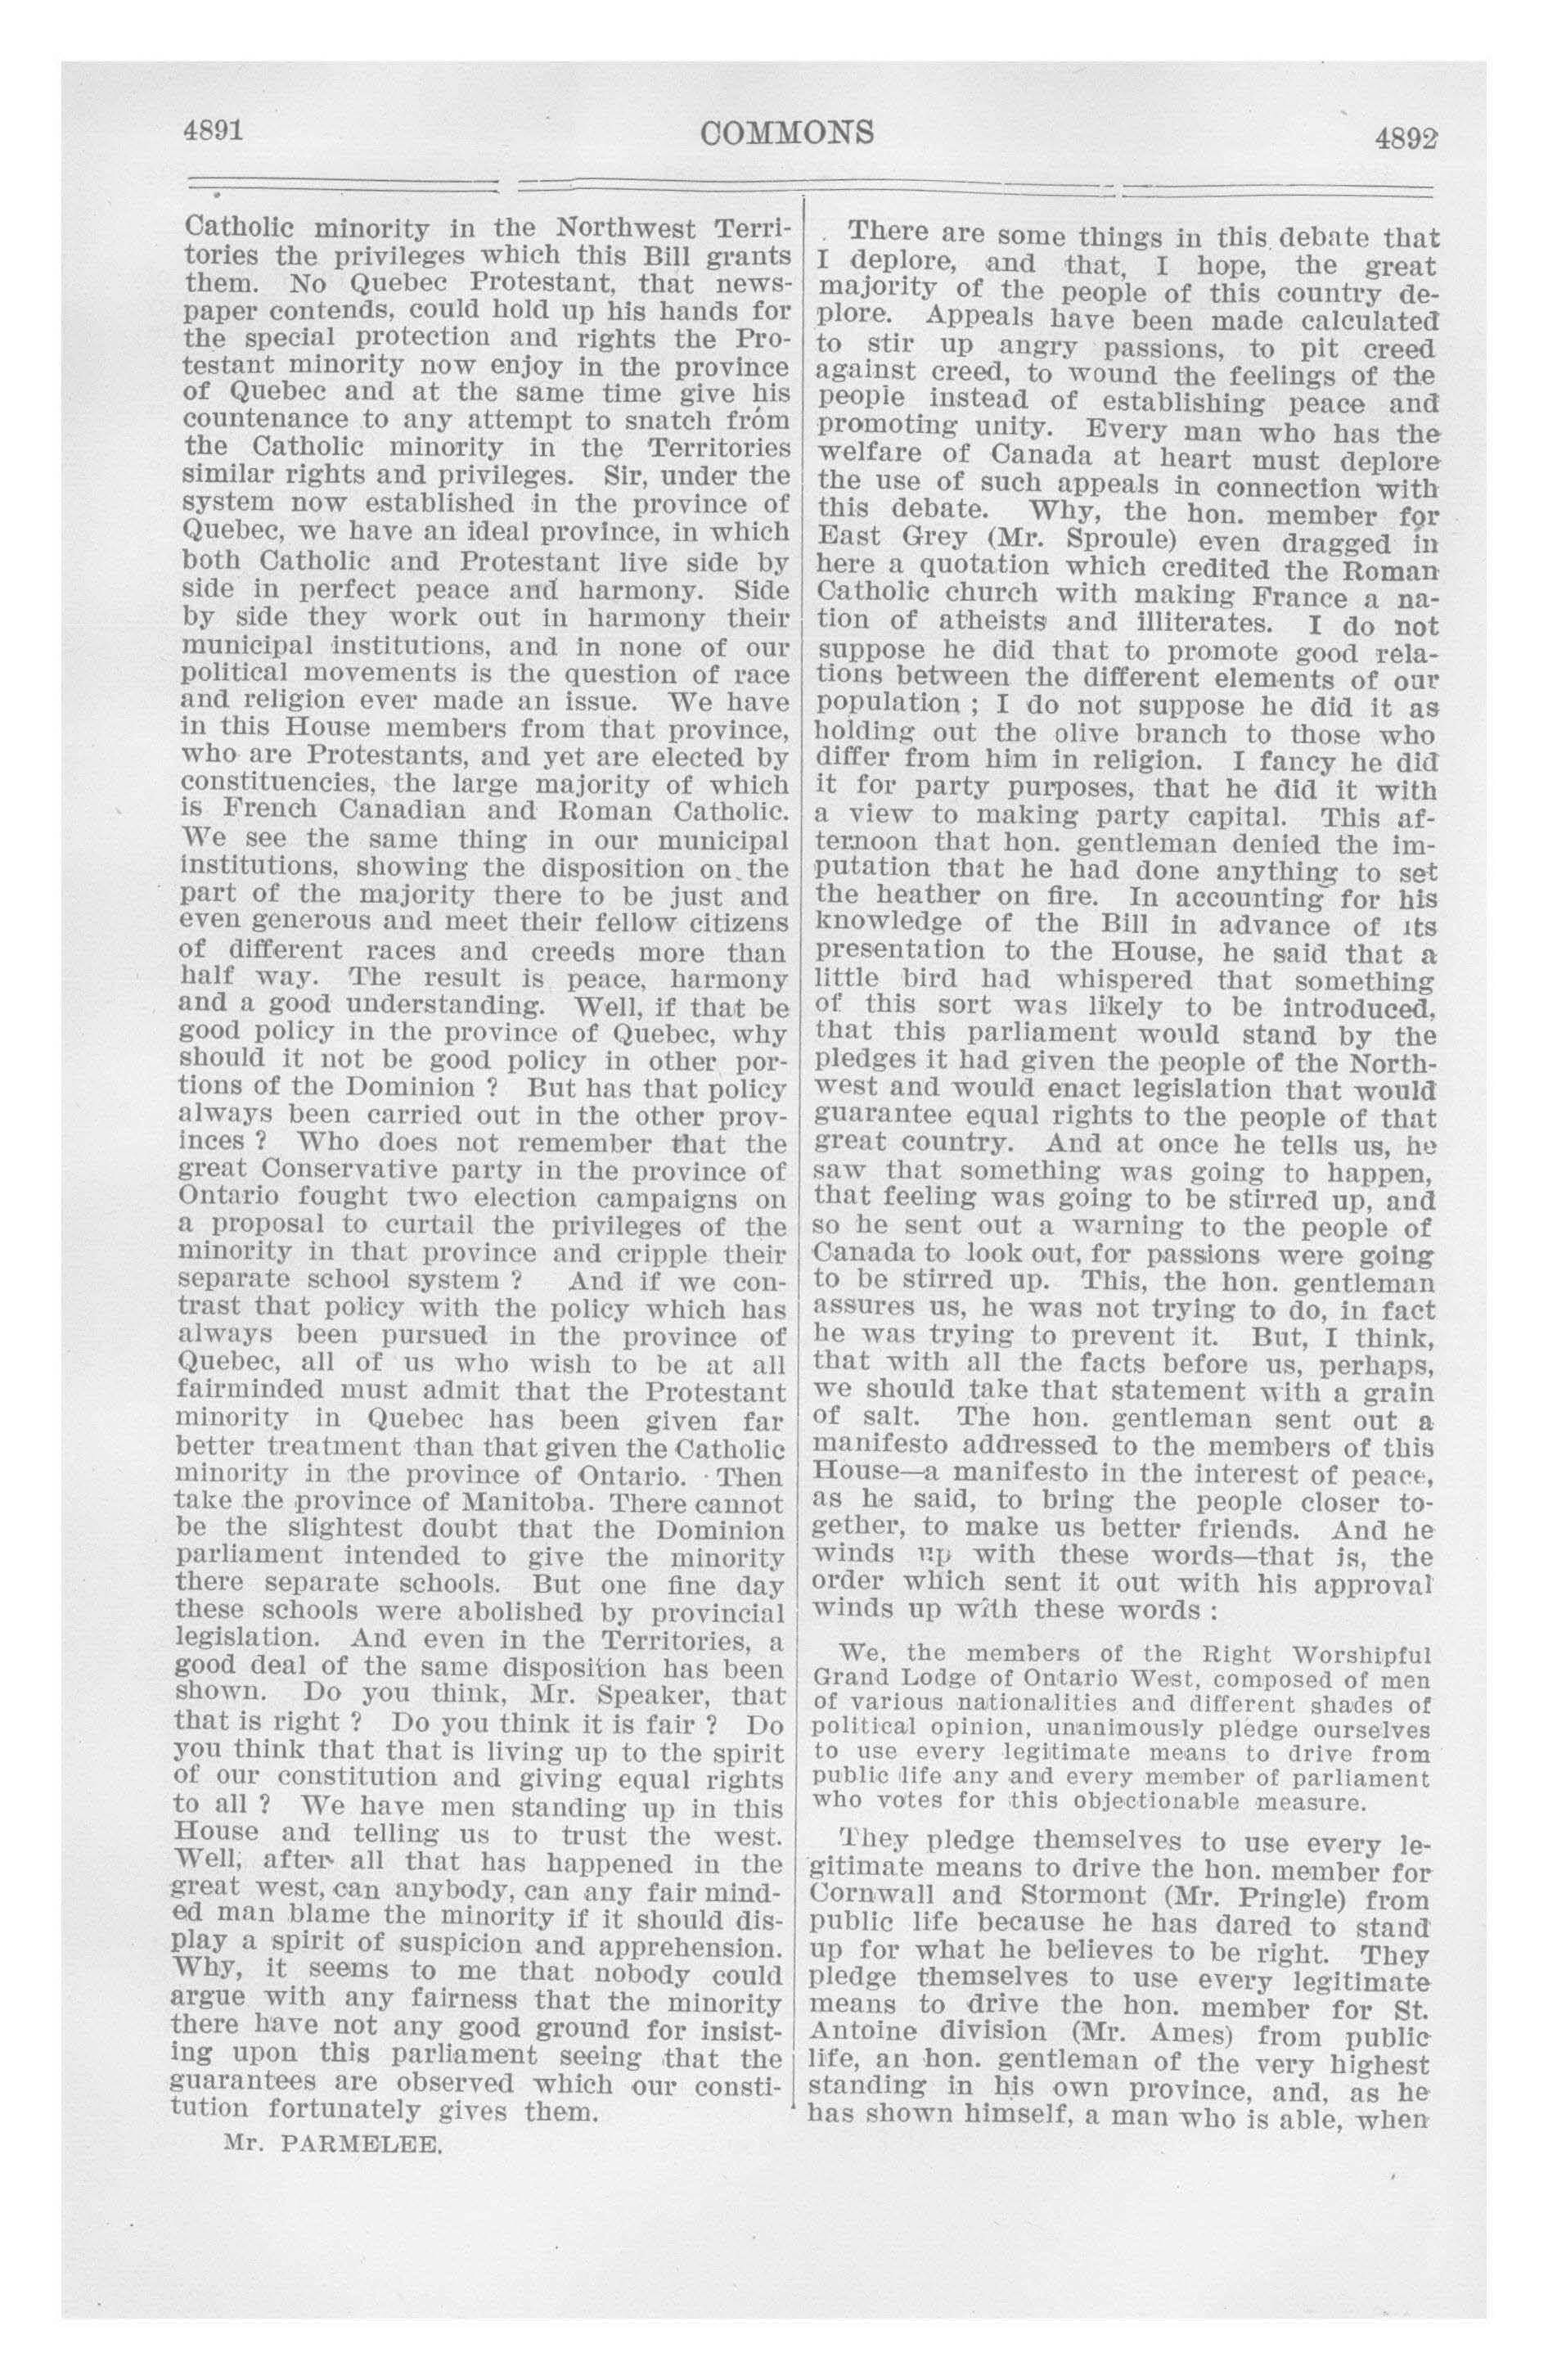 4891
COMMONS
4892
Catholic minority in the Northwest Terri-
tories the privileges which this Bill grants
them. No Quebec Protestant, that news-
paper contends, could hold up his hands for
the special protection and rights the Pro-
testant minority now enjoy in the province
of Quebec and at the same time give his
countenance to any attempt to snatch from
the Catholic minority in the Territories
similar rights and privileges. Sir, under the
system now established in the province of
Quebec, we have an ideal province, in which
both Catholic and Protestant live side by
side in perfect peace and harmony. Side
by side they work out in harmony their
municipal institutions, and in none of our
political movements is the question of race
and religion ever made an issue. We have
in this House members from that province,
who are Protestants, and yet are elected by
constituencies, the large majority of which
is French Canadian and Roman Catholic.
We see the same thing in our municipal
institutions, showing the disposition on the
part of the majority there to be just and
even generous and meet their fellow citizens
of different races and creeds more than
half way. The result is peace, harmony
and a good understanding. Well, if that be
good policy in the province of Quebec, why
should it not be good policy in other por-
tions of the Dominion ? But has that policy
always been carried out in the other prov-
inces ? Who does not remember that the
great Conservative party in the province of
Ontario fought two election campaigns on
a proposal to curtail the privileges of the
minority in that province and cripple their
separate school system ? And if we con-
trast that policy with the policy which has
always been pursued in the province of
Quebec, all of us who wish to be at all
fairminded must admit that the Protestant
minority in Quebec has been given far
better treatment than that given the Catholic
minority in the province of Ontario. Then
take the province of Manitoba. There cannot
be the slightest doubt that the Dominion
parliament intended to give the minority
there separate schools. But one fine day
these schools were abolished by provincial
legislation. And even in the Territories, a
good deal of the same disposition has been
shown. Do you think, Mr. Speaker, that
that is right ? Do you think it is fair ? Do
you think that that is living up to the spirit
of our constitution and giving equal rights
to all ? We have men standing up in this
House and telling us to trust the west.
Well, after all that has happened in the
great west, can anybody, can any fair mind-
ed man blame the minority if it should dis-
play a spirit of suspicion and apprehension.
Why, it seems to me that nobody could
argue with any fairness that the minority
there have not any good ground for insist-
ing upon this parliament seeing that the
guarantees are observed which our consti-
tution fortunately gives them.
Mr. PARMELEE.
There are some things in this debate that
I deplore, and that, I hope, the great
majority of the people of this country de-
plore. Appeals have been made calculated
to stir up angry passions, to pit creed
against creed, to wound the feelings of the
people instead of establishing peace and
promoting unity. Every man who has the
welfare of Canada at heart must deplore
the use of such appeals in connection with
this debate. Why, the hon. member for
East Grey (Mr. Sproule) even dragged in
here a quotation which credited the Roman
Catholic church with making France a na-
tion of atheists and illiterates. I do not
suppose he did that to promote good rela-
tions between the different elements of our
population ; I do not suppose he did it as
holding out the olive branch to those who
differ from him in religion. I fancy he did
it for party purposes, that he did it with
a view to making party capital. This af-
ternoon that hon. gentleman denied the im-
putation that he had done anything to set
the heather on fire. In accounting for his
knowledge of the Bill in advance of its
presentation to the House, he said that a
little bird had whispered that something
of this sort was likely to be introduced,
that this parliament would stand by the
pledges it had given the people of the North-
west and would enact legislation that would
guarantee equal rights to the people of that
great country. And at once he tells us, he
saw that something was going to happen,
that feeling was going to be stirred up, and
so he sent out a warning to the people of
Canada to look out, for passions were going
to be stirred up. This, the hon. gentleman
assures us, he was not trying to do, in fact
he was trying to prevent it. But, I think,
that with all the facts before us, perhaps,
we should take that statement with a grain
of salt. The hon. gentleman sent out a
manifesto addressed to the members of this
House—a manifesto in the interest of peace,
as he said, to bring the people closer to-
gether, to make us better friends. And he
winds up with these words—that is, the
order which sent it out with his approval
winds up with these words :
We, the members of the Right Worshipful
Grand Lodge of Ontario West, composed of men
of various nationalities and different shades of
political opinion, unanimously pledge ourselves
to use every legitimate means to drive from
public life any and every member of parliament
who votes for this objectionable measure.
They pledge themselves to use every le-
gitimate means to drive the hon. member for
Cornwall and Stormont (Mr. Pringle) from
public life because he has dared to stand
up for what he believes to be right. They
pledge themselves to use every legitimate
means to drive the hon. member for St.
Antoine division (Mr. Ames) from public
life, an hon. gentleman of the very highest
standing in his own province, and, as he
has shown himself, a man who is able, when